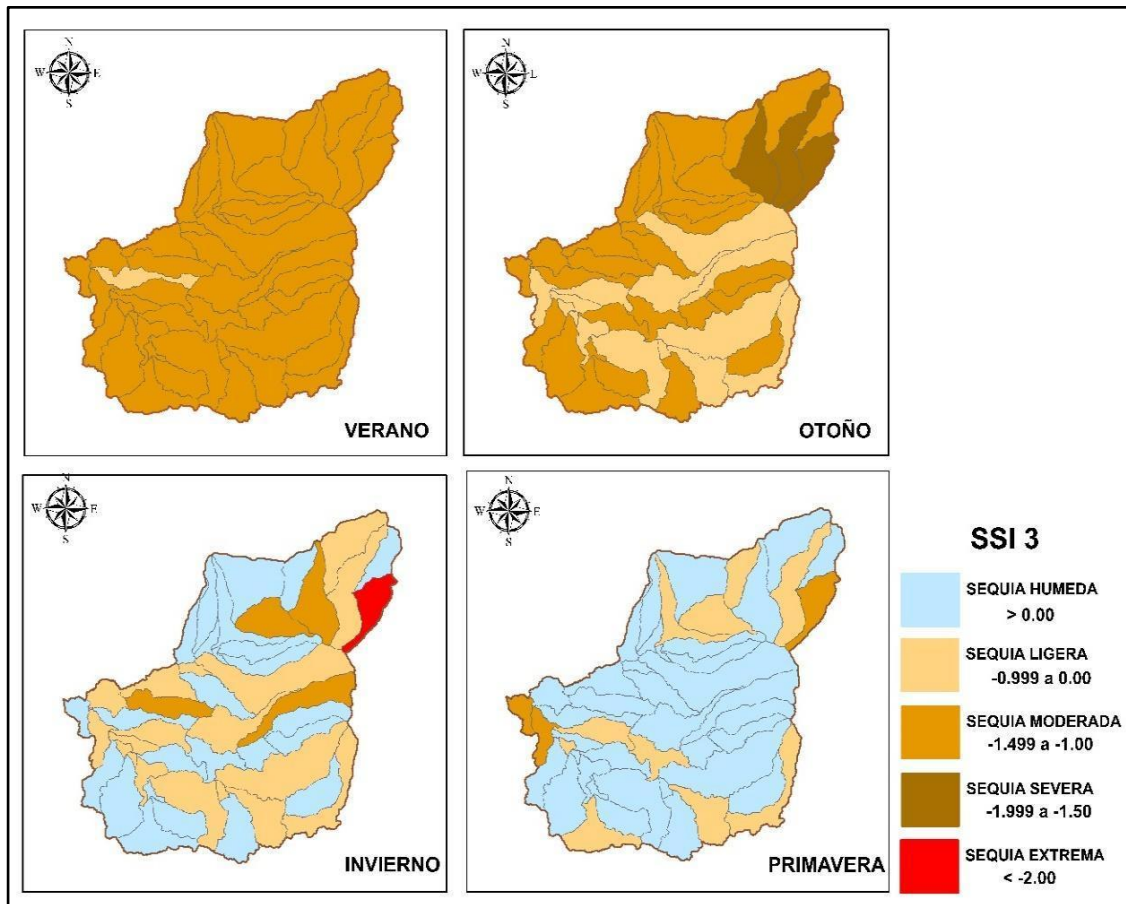 N
W E
S
VERANO
N
W L
S
OTOÑO
N
W E
S
INVIERNO
N
W E
S
PRIMAVERA
SSI 3
SEQUIA HUMEDA
> 0.00
SEQUIA LIGERA
-0.999 a 0.00
SEQUIA MODERADA
-1.499 a -1.00
SEQUIA SEVERA
-1.999 a -1.50
SEQUIA EXTREMA
< -2.00